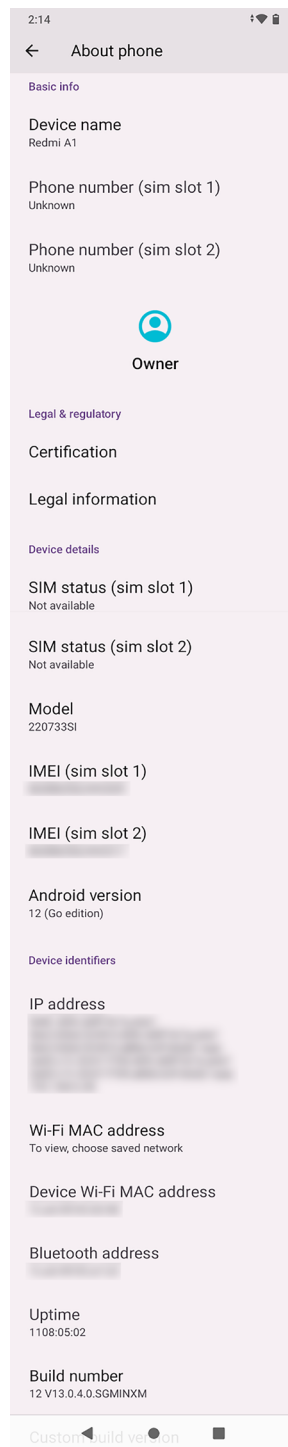 2:14
About phone
Basic info
Device name
Redmi A1
Phone number (sim slot 1)
Unknown
Phone number (sim slot 2)
Unknown
Owner
Legal & regulatory
Certification
Legal information
Device details
SIM status (sim slot 1)
Not available
SIM status (sim slot 2)
Not available
Model
220733SI
IMEI (sim slot 1)
IMEI (sim slot 2)
Android version
12 (Go edition)
Device identifiers
IP address
Wi-Fi MAC address
To view, choose saved network
Device Wi-Fi MAC address
Bluetooth address
Uptime
1108:05:02
Build number
12 V13.0.4.0.SGMINXM
Custom build version